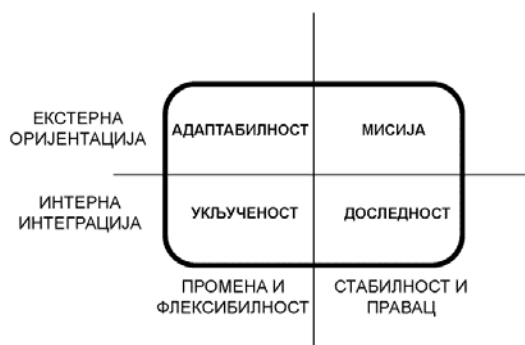 ЕКСТЕРНА
ОРИЈЕНТАЦИЈА
АДАПТАБИЛНОСТ
МИСИЈА
ИНТЕРНА
ИНТЕГРАЦИЈА
УКЉУЧЕНОСТ
ДОСЛЕДНОСТ
ПРОМЕНА И
ФЛЕКСИБИЛНОСТ
СТАБИЛНОСТ И
ПРАВАЦ